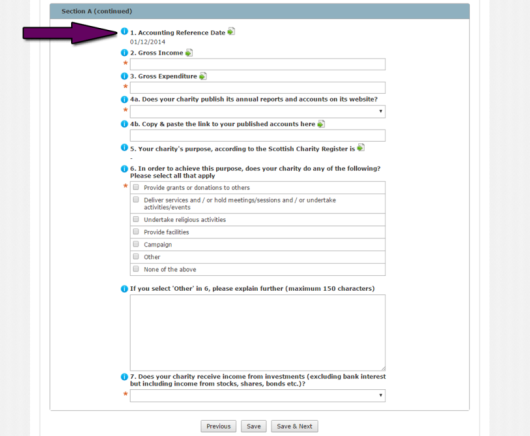 Section A (continued)
1. Accounting Reference Date
01/12/2014
2. Gross Income
*
3. Gross Expenditure
*
4a. Does your charity publish its annual reports and accounts on its website?
*
4b. Copy & paste the link to your published accounts here
5. Your charity's purpose, according to the Scottish Charity Register is
-
6. In order to achieve this purpose, does your charity do any of the following?
Please select all that apply
* Provide grants or donations to others
Deliver services and / or hold meetings/sessions and / or undertake
activities/events
Undertake religious activities
Provide facilities
Campaign
Other
None of the above
If you select 'Other' in 6, please explain further (maximum 150 characters)
7. Does your charity receive income from investments (excluding bank interest
but including income from stocks, shares, bonds etc.)?
*
Previous Save Save & Next